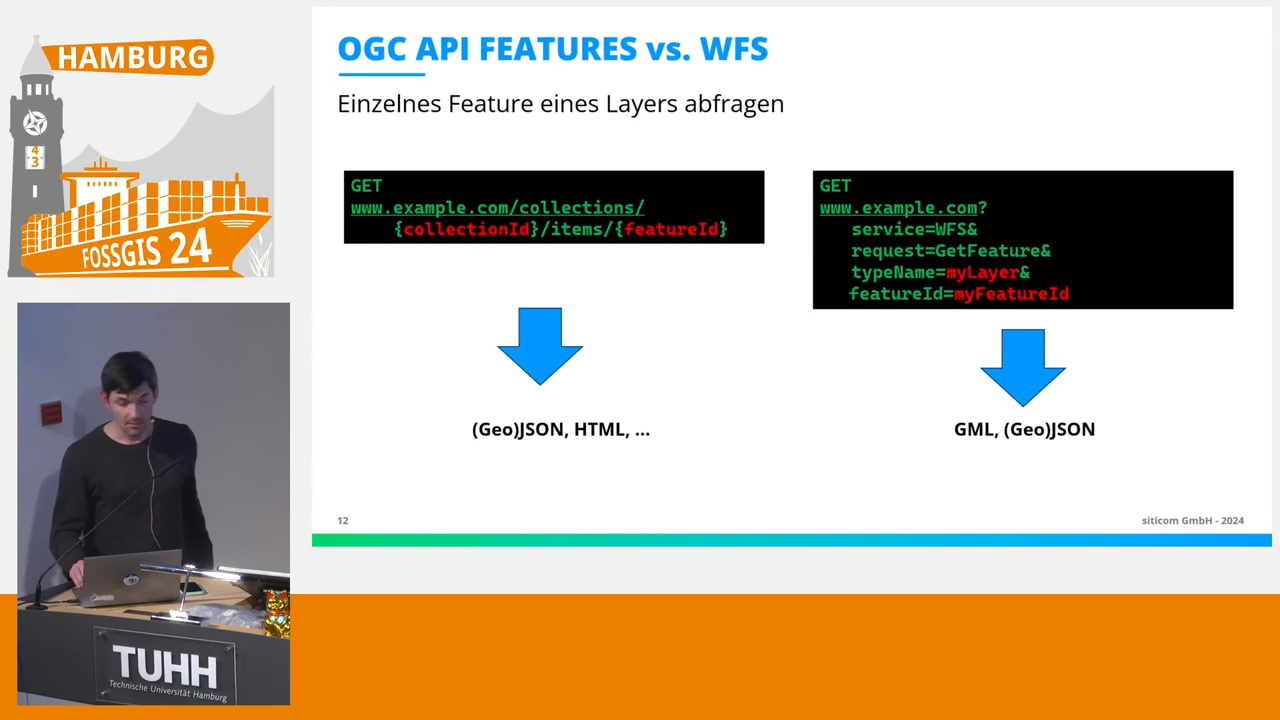 HAMBURG
4
3
FOSSGIS 24
OGC API FEATURES vs. WFS
Einzelnes Feature eines Layers abfragen
GET
www.example.com/collections/
{collectionId}/items/{featureId}
(Geo)JSON, HTML, ...
GET
www.example.com?
service=WFS&
request=GetFeature&
typeName=myLayer&
featureId=myFeatureId
GML, (Geo)JSON
12
siticom GmbH - 2024
TUHH
Technische Universität Hamburg